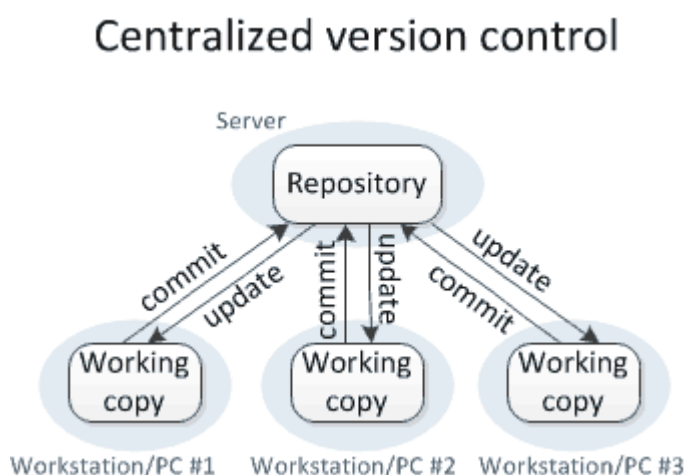 Centralized version control
Server
Repository
commit
update
commit
update
update
commit
Working
copy
Working
copy
Working
copy
Workstation/PC #1
Workstation/PC #2
Workstation/PC #3